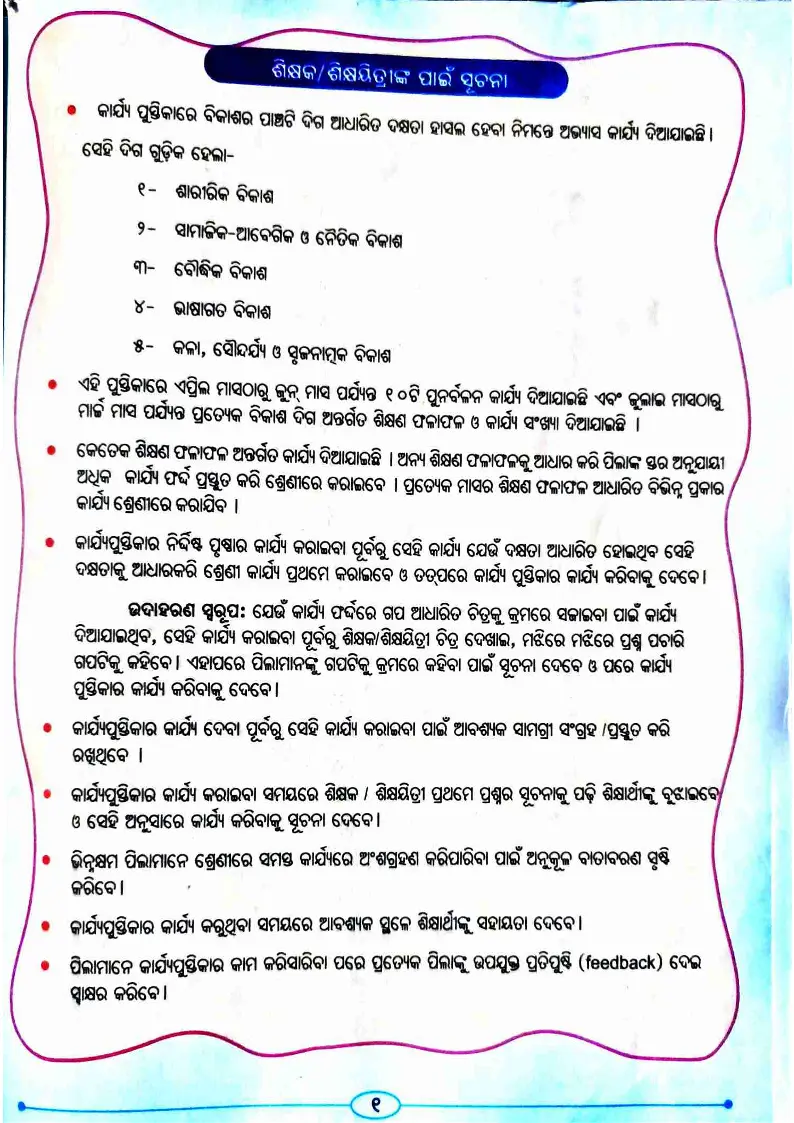 ଶିକ୍ଷକ/ଶିକ୍ଷୟିତ୍ରୀଙ୍କ ପାଇଁ ସୂଚନା
• କାର୍ଯ୍ୟ ପୁସ୍ତିକାରେ ବିକାଶର ପାଞ୍ଚଟି ଦିଗ ଆଧାରିତ ଦକ୍ଷତା ହାସଲ ହେବା ନିମନ୍ତେ ଅଭ୍ୟାସ କାର୍ଯ୍ୟ ଦିଆଯାଇଛି ।
ସେହି ଦିଗ ଗୁଡ଼ିକ ହେଲା-
୧- ଶାରୀରିକ ବିକାଶ
୨- ସାମାଜିକ-ଆବେଗିକ ଓ ନୈତିକ ବିକାଶ
୩- ବୌଦ୍ଧିକ ବିକାଶ
୪- ଭାଷାଗତ ବିକାଶ
୫- କଳା, ସୌନ୍ଦର୍ଯ୍ୟ ଓ ସୃଜନାତ୍ମକ ବିକାଶ
• ଏହି ପୁସ୍ତିକାରେ ଏପ୍ରିଲ ମାସଠାରୁ ଜୁନ୍ ମାସ ପର୍ଯ୍ୟନ୍ତ ୧୦ଟି ପୁନର୍ବଳନ କାର୍ଯ୍ୟ ଦିଆଯାଇଛି ଏବଂ ଜୁଲାଇ ମାସଠାରୁ
ମାର୍ଚ୍ଚ ମାସ ପର୍ଯ୍ୟନ୍ତ ପ୍ରତ୍ୟେକ ବିକାଶ ଦିଗ ଅନ୍ତର୍ଗତ ଶିକ୍ଷଣ ଫଳାଫଳ ଓ କାର୍ଯ୍ୟ ସଂଖ୍ୟା ଦିଆଯାଇଛି ।
• କେତେକ ଶିକ୍ଷଣ ଫଳାଫଳ ଅନ୍ତର୍ଗତ କାର୍ଯ୍ୟ ଦିଆଯାଇଛି । ଅନ୍ୟ ଶିକ୍ଷଣ ଫଳାଫଳକୁ ଆଧାର କରି ପିଲାଙ୍କ ସ୍ତର ଅନୁଯାୟୀ
ଅଧିକ କାର୍ଯ୍ୟ ଫର୍ଦ୍ଦ ପ୍ରସ୍ତୁତ କରି ଶ୍ରେଣୀରେ କରାଇବେ । ପ୍ରତ୍ୟେକ ମାସର ଶିକ୍ଷଣ ଫଳାଫଳ ଆଧାରିତ ବିଭିନ୍ନ ପ୍ରକାର
କାର୍ଯ୍ୟ ଶ୍ରେଣୀରେ କରାଯିବ ।
• କାର୍ଯ୍ୟପୁସ୍ତିକାର ନିର୍ଦ୍ଦିଷ୍ଟ ପୃଷ୍ଠାର କାର୍ଯ୍ୟ କରାଇବା ପୂର୍ବରୁ ସେହି କାର୍ଯ୍ୟ ଯେଉଁ ଦକ୍ଷତା ଆଧାରିତ ହୋଇଥିବ ସେହି
ଦକ୍ଷତାକୁ ଆଧାରକରି ଶ୍ରେଣୀ କାର୍ଯ୍ୟ ପ୍ରଥମେ କରାଇବେ ଓ ତତ୍‌ପରେ କାର୍ଯ୍ୟ ପୁସ୍ତିକାର କାର୍ଯ୍ୟ କରିବାକୁ ଦେବେ ।
ଉଦାହରଣ ସ୍ୱରୂପ: ଯେଉଁ କାର୍ଯ୍ୟ ଫର୍ଦ୍ଦରେ ଗପ ଆଧାରିତ ଚିତ୍ରକୁ କ୍ରମରେ ସଜାଇବା ପାଇଁ କାର୍ଯ୍ୟ
ଦିଆଯାଇଥିବ, ସେହି କାର୍ଯ୍ୟ କରାଇବା ପୂର୍ବରୁ ଶିକ୍ଷକ/ଶିକ୍ଷୟିତ୍ରୀ ଚିତ୍ର ଦେଖାଇ, ମଝିରେ ମଝିରେ ପ୍ରଶ୍ନ ପଚାରି
ଗପଟିକୁ କହିବେ । ଏହାପରେ ପିଲାମାନଙ୍କୁ ଗପଟିକୁ କ୍ରମରେ କହିବା ପାଇଁ ସୂଚନା ଦେବେ ଓ ପରେ କାର୍ଯ୍ୟ
ପୁସ୍ତିକାର କାର୍ଯ୍ୟ କରିବାକୁ ଦେବେ ।
• କାର୍ଯ୍ୟପୁସ୍ତିକାର କାର୍ଯ୍ୟ ଦେବା ପୂର୍ବରୁ ସେହି କାର୍ଯ୍ୟ କରାଇବା ପାଇଁ ଆବଶ୍ୟକ ସାମଗ୍ରୀ ସଂଗ୍ରହ /ପ୍ରସ୍ତୁତ କରି
ରଖିଥିବେ ।
• କାର୍ଯ୍ୟପୁସ୍ତିକାର କାର୍ଯ୍ୟ କରାଇବା ସମୟରେ ଶିକ୍ଷକ / ଶିକ୍ଷୟିତ୍ରୀ ପ୍ରଥମେ ପ୍ରଶ୍ନର ସୂଚନାକୁ ପଢ଼ି ଶିକ୍ଷାର୍ଥୀଙ୍କୁ ବୁଝାଇବେ
ଓ ସେହି ଅନୁସାରେ କାର୍ଯ୍ୟ କରିବାକୁ ସୂଚନା ଦେବେ ।
• ଭିନ୍ନକ୍ଷମ ପିଲାମାନେ ଶ୍ରେଣୀରେ ସମସ୍ତ କାର୍ଯ୍ୟରେ ଅଂଶଗ୍ରହଣ କରିପାରିବା ପାଇଁ ଅନୁକୂଳ ବାତାବରଣ ସୃଷ୍ଟି
କରିବେ ।
• କାର୍ଯ୍ୟପୁସ୍ତିକାର କାର୍ଯ୍ୟ କରୁଥିବା ସମୟରେ ଆବଶ୍ୟକ ସ୍ଥଳେ ଶିକ୍ଷାର୍ଥୀଙ୍କୁ ସହାୟତା ଦେବେ ।
• ପିଲାମାନେ କାର୍ଯ୍ୟପୁସ୍ତିକାର କାମ କରିସାରିବା ପରେ ପ୍ରତ୍ୟେକ ପିଲାଙ୍କୁ ଉପଯୁକ୍ତ ପ୍ରତିପୁଷ୍ଟି (feedback) ଦେଇ
ସ୍ୱାକ୍ଷର କରିବେ ।
୧